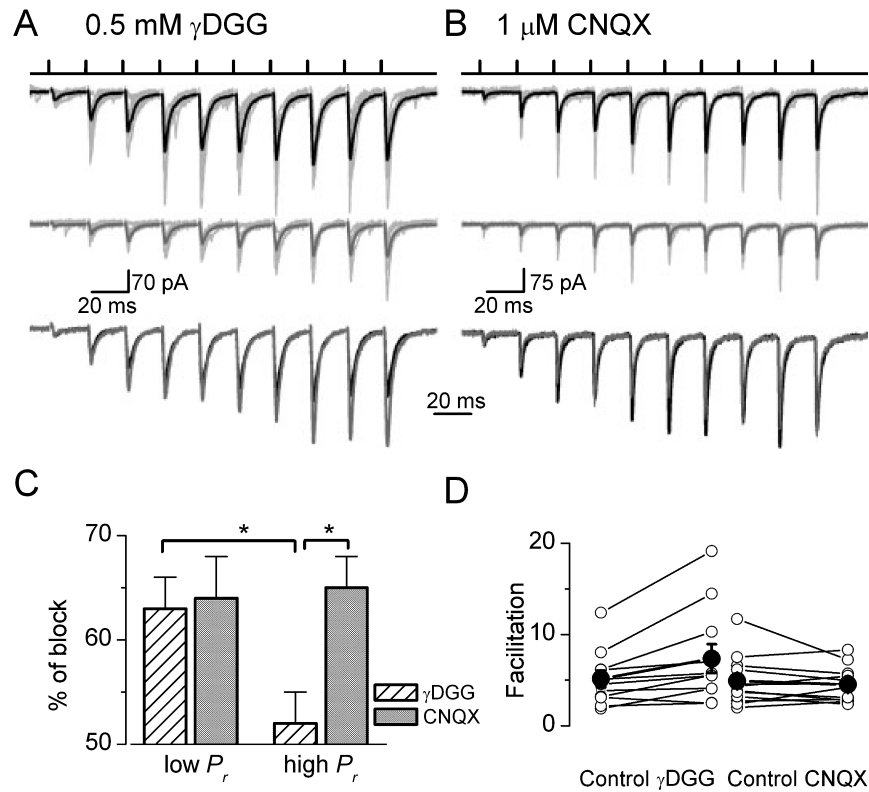 A 0.5 mM γDGG
B 1 μM CNQX
70 pA
20 ms
75 pA
20 ms
20 ms
C
D
70
60
50
% of block
* *
γDGG
CNQX
low Pr
high Pr
20
10
0
Facilitation
Control γDGG Control CNQX